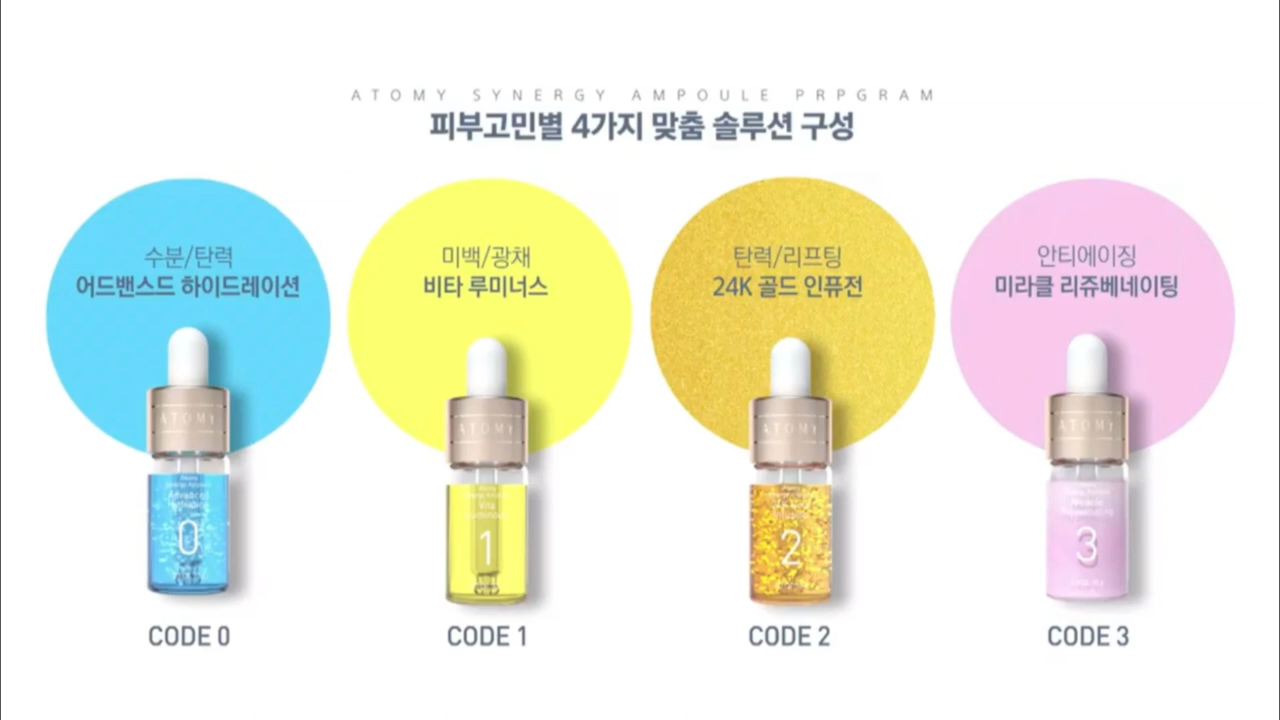 ATOMY SYNERGY AMPOULE PRPGRAM
피부고민별 4가지 맞춤 솔루션 구성
수분/탄력
어드밴스드 하이드레이션
미백/광채
비타 루미너스
탄력/리프팅
24K 골드 인퓨전
안티에이징
미라클 리쥬베네이팅
ATOMY
ATOMY
ATOMY
ATOMY
Advanced
0
Vita
1
2
Miracle
3
CODE 0
CODE 1
CODE 2
CODE 3